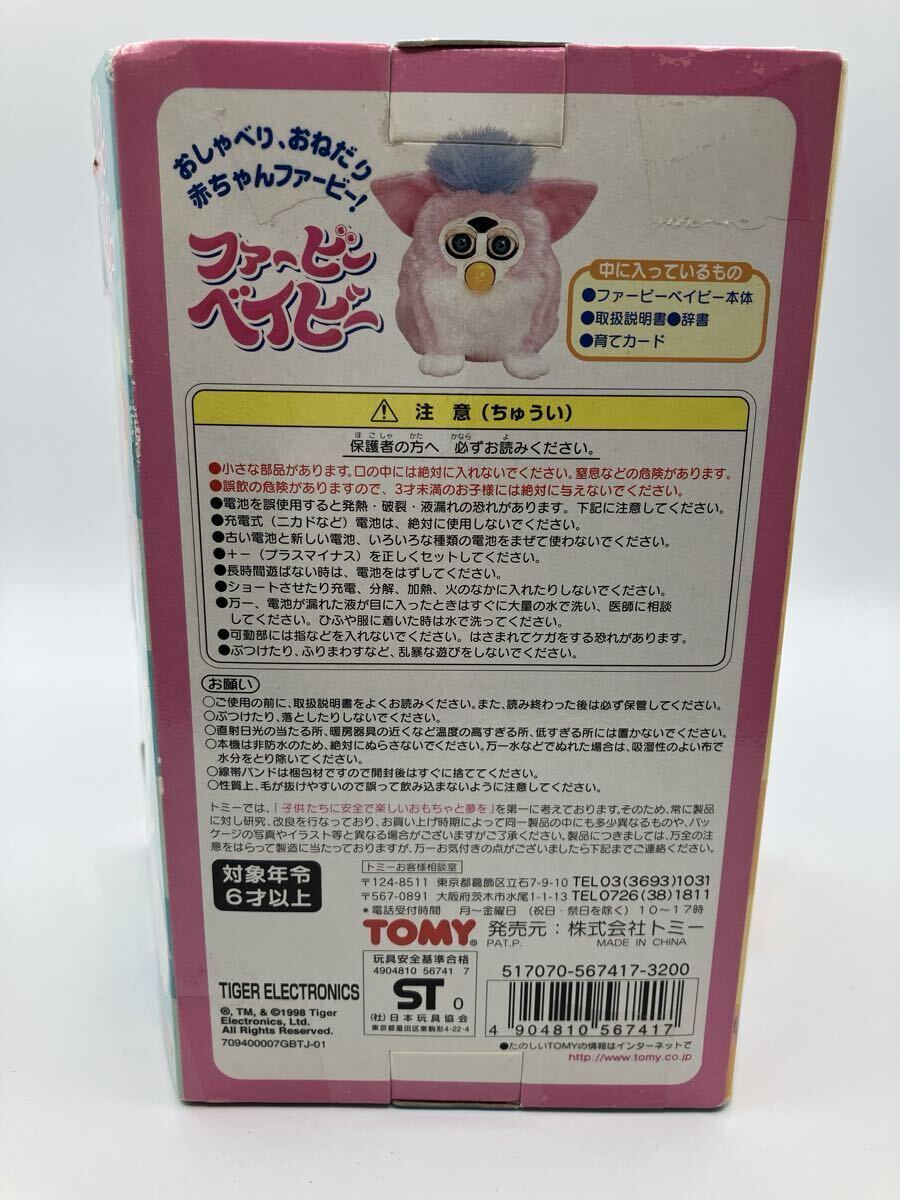 おしゃべり、おねだり
赤ちゃんファービー!
ファービー
ベイビー
中に入っているもの
●ファービーベイビー本体
●取扱説明書●辞書
●育てカード
⚠ 注 意(ちゅうい)
保護者の方へ 必ずお読みください。
●小さな部品があります。口の中には絶対に入れないでください。窒息などの危険があります。
●誤飲の危険がありますので、3才未満のお子様には絶対に与えないでください。
●電池を誤使用すると発熱・破裂・液漏れの恐れがあります。下記に注意してください。
●充電式(ニカドなど)電池は、絶対に使用しないでください。
●古い電池と新しい電池、いろいろな種類の電池をまぜて使わないでください。
●+−(プラスマイナス)を正しくセットしてください。
●長時間遊ばない時は、電池をはずしてください。
●ショートさせたり充電、分解、加熱、火のなかに入れたりしないでください。
●万一、電池が漏れた液が目に入ったときはすぐに大量の水で洗い、医師に相談
してください。ひふや服に着いた時は水で洗ってください。
●可動部には指などを入れないでください。はさまれてケガをする恐れがあります。
●ぶつけたり、ふりまわすなど、乱暴な遊びをしないでください。
お願い
○ご使用の前に、取扱説明書をよくお読みください。また、読み終わった後は必ず保管してください。
○ぶつけたり、落としたりしないでください。
○直射日光の当たる所、暖房器具の近くなど温度の高すぎる所、低すぎる所には置かないでください。
○本機は非防水のため、絶対にぬらさないでください。万一水などでぬれた場合は、吸湿性のよい布で
水分をとり除いてください。
○線帯バンドは梱包材ですので開封後はすぐに捨ててください。
○性質上、毛が抜けやすいので誤って飲み込まないように注意してください。
トミーでは、「子供たちに安全で楽しいおもちゃと夢を」を第一に考えております。そのため、常に製品
に対し研究、改良を行なっており、お買い上げ時期によって同一製品の中にも多少異なるものや、パッ
ケージの写真やイラスト等と異なる場合がございますがご了承ください。製品につきましては、万全の注
意をはらって製造に当たっておりますが、万一お気付きの点がございましたら下記までご連絡ください。
対象年令
6才以上
トミーお客様相談室
〒124-8511 東京都葛飾区立石7-9-10 TEL03(3693)1031
〒567-0891 大阪府茨木市水尾1-1-13 TEL0726(38)1811
*電話受付時間 月〜金曜日 (祝日・祭日を除く) 10〜17時
TOMY® 発売元:株式会社トミー
PAT.P. MADE IN CHINA
玩具安全基準合格
4904810 56741 7
ST 0
(社)日本玩具協会
東京都墨田区東駒形4-22-4
517070-567417-3200
4 904810 567417
●たのしいTOMYの情報はインターネットで
http://www.tomy.co.jp
TIGER ELECTRONICS
®, TM, & ©1998 Tiger
Electronics, Ltd.
All Rights Reserved.
709400007GBTJ-01